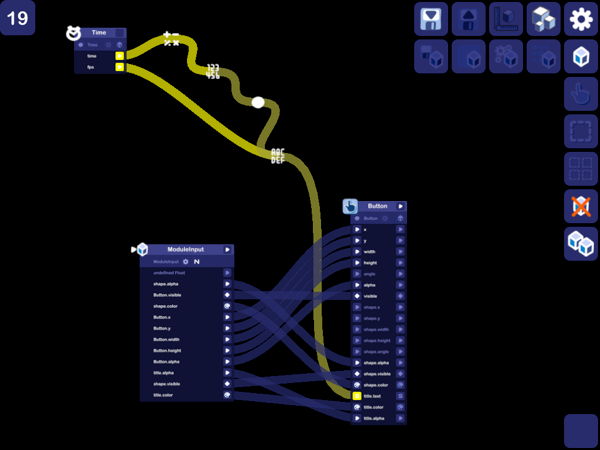 19
Time
Time
time
fps
+ -
% ×
123
456
ABC
DEF
Button
Button
x
y
width
height
angle
alpha
visible
shape.x
shape.y
shape.width
shape.height
shape.angle
shape.alpha
shape.visible
shape.color
title.text
title.color
title.alpha
ModuleInput
ModuleInput
N
undefined Float
shape.alpha
Button.visible
shape.color
Button.x
Button.y
Button.width
Button.height
Button.alpha
title.alpha
shape.visible
title.color